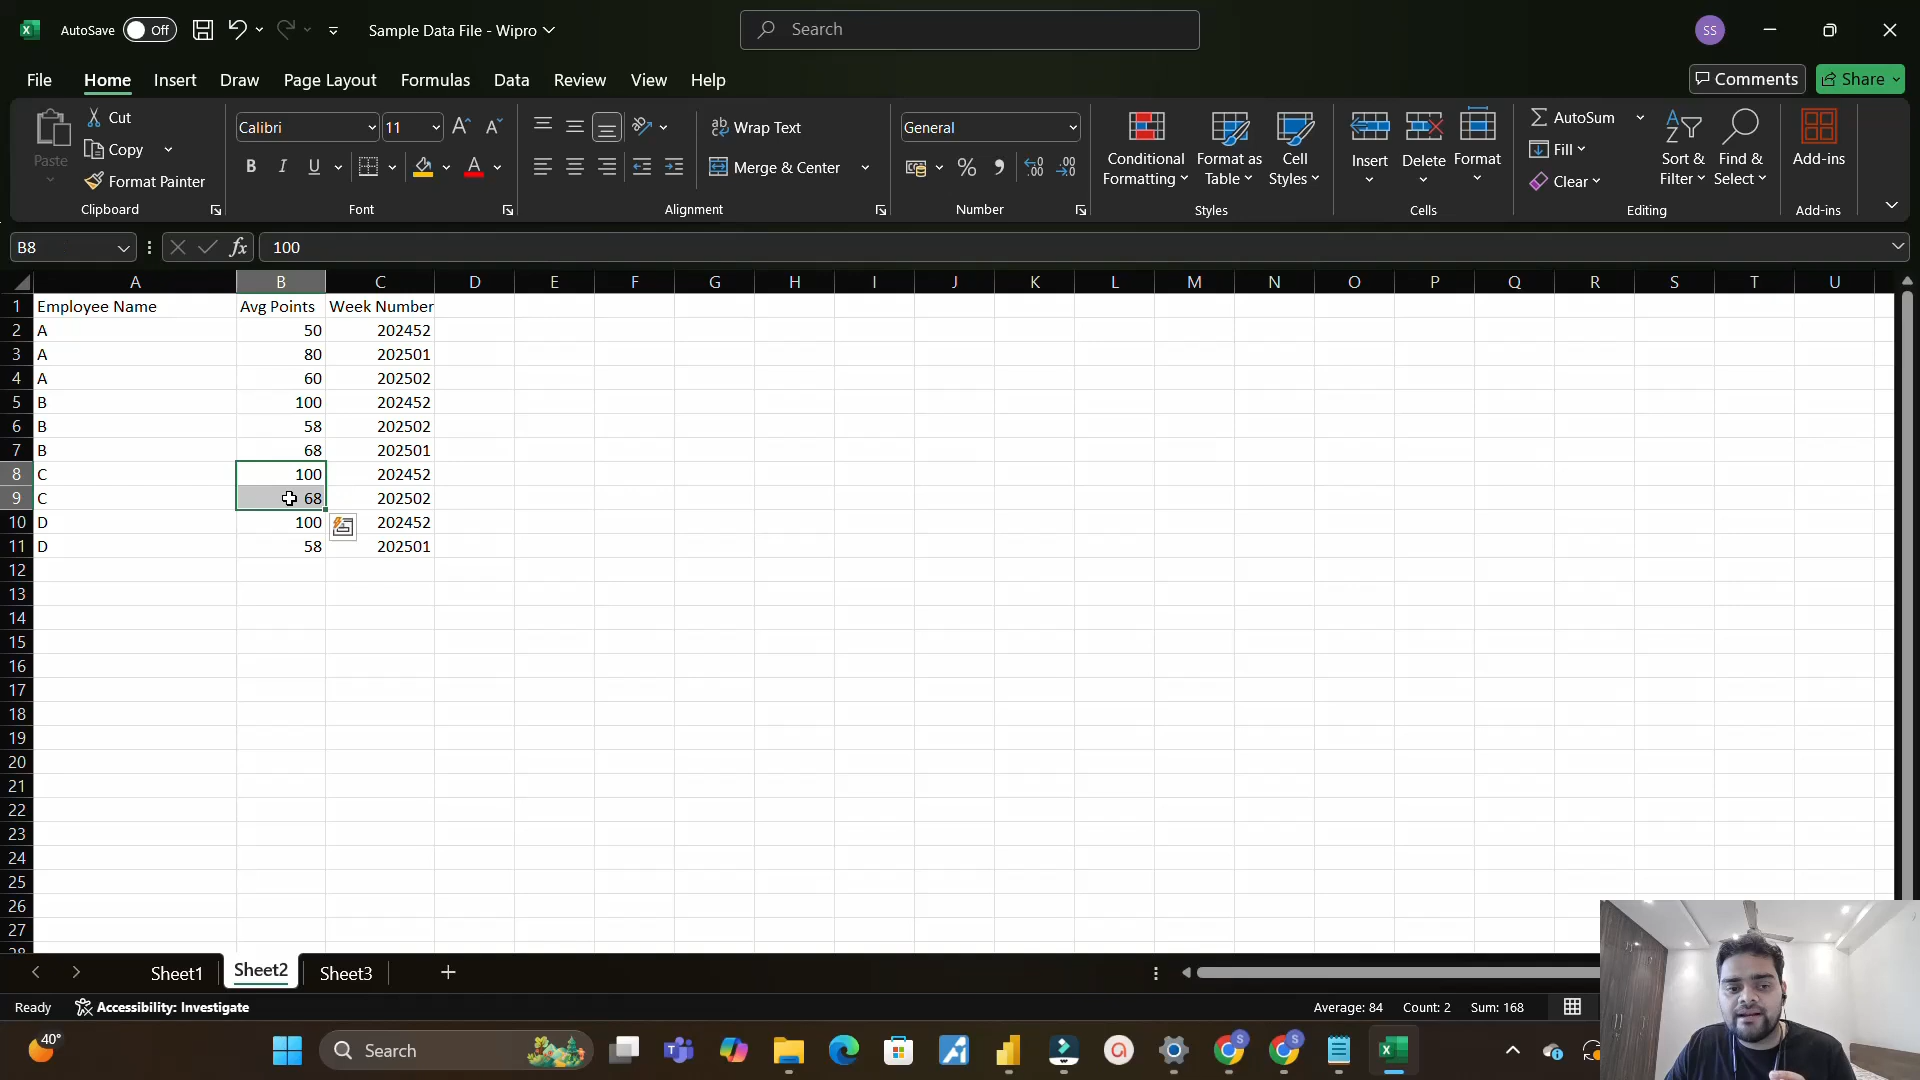 AutoSave Off Sample Data File - Wipro Search SS
File Home Insert Draw Page Layout Formulas Data Review View Help Comments Share
Paste Cut Copy Format Painter Clipboard
Calibri 11 B I U A Font
Wrap Text Merge & Center Alignment
General % Number
Conditional Formatting Format as Table Cell Styles Styles
Insert Delete Format Cells
AutoSum Fill Clear Sort & Filter Find & Select Editing
Add-ins Add-ins
B8 fx 100
A B C D E F G H I J K L M N O P Q R S T U
1 Employee Name Avg Points Week Number
2 A 50 202452
3 A 80 202501
4 A 60 202502
5 B 100 202452
6 B 58 202502
7 B 68 202501
8 C 100 202452
9 C 68 202502
10 D 100 202452
11 D 58 202501
12
13
14
15
16
17
18
19
20
21
22
23
24
25
26
27
28
Sheet1 Sheet2 Sheet3
Ready Accessibility: Investigate Average: 84 Count: 2 Sum: 168
40° Search